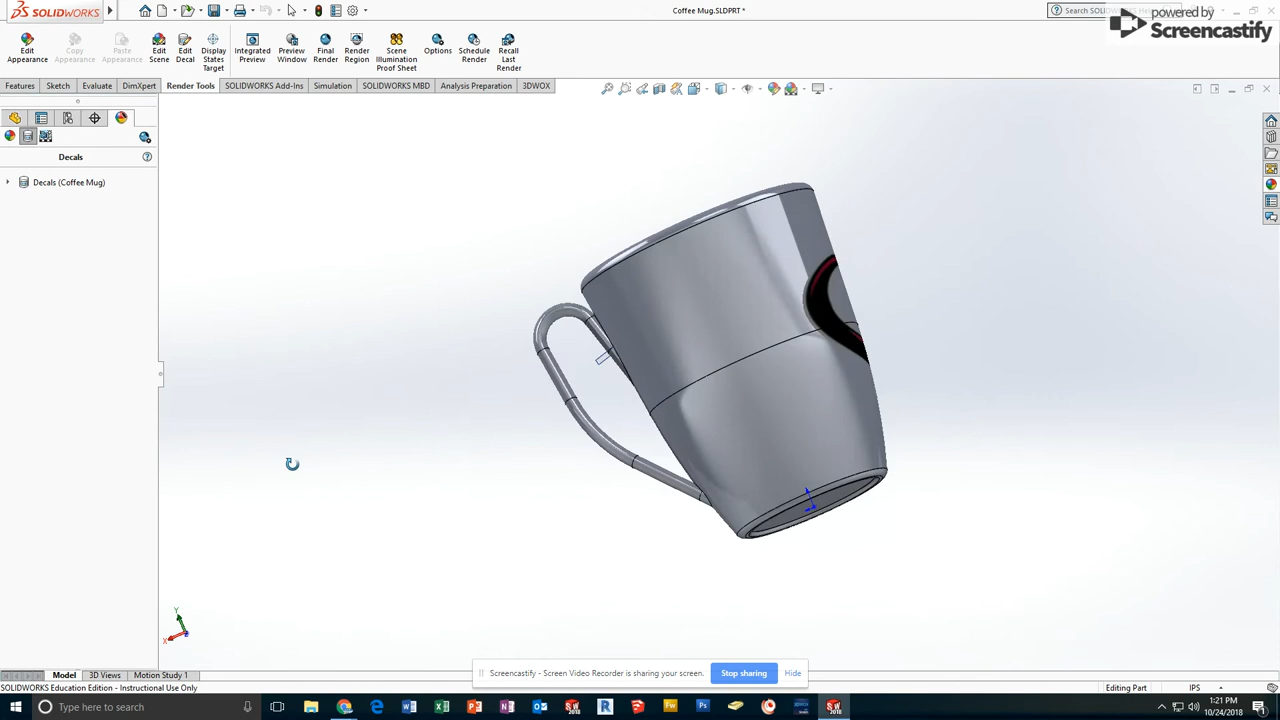 SOLIDWORKS
Coffee Mug.SLDPRT *
Search SOLIDWORKS
powered by
Screencastify
Edit Appearance
Copy Appearance
Paste Appearance
Edit Scene
Edit Decal
Display States Target
Integrated Preview
Preview Window
Final Render
Render Region
Scene Illumination Proof Sheet
Options
Schedule Render
Recall Last Render
Features Sketch Evaluate DimXpert Render Tools SOLIDWORKS Add-Ins Simulation SOLIDWORKS MBD Analysis Preparation 3DWOX
Decals
Decals (Coffee Mug)
Y
X
Screencastify - Screen Video Recorder is sharing your screen. Stop sharing Hide
Model 3D Views Motion Study 1
SOLIDWORKS Education Edition - Instructional Use Only
Editing Part IPS
Type here to search
1:21 PM
10/24/2018